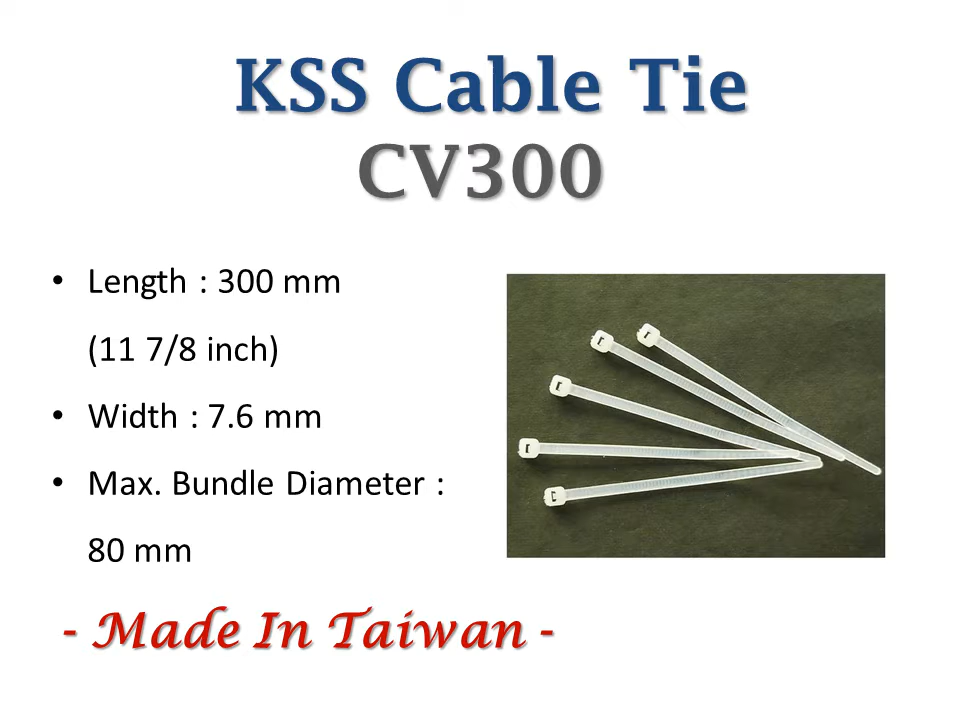 KSS Cable Tie
CV300
• Length : 300 mm
(11 7/8 inch)
• Width : 7.6 mm
• Max. Bundle Diameter :
80 mm
- Made In Taiwan -